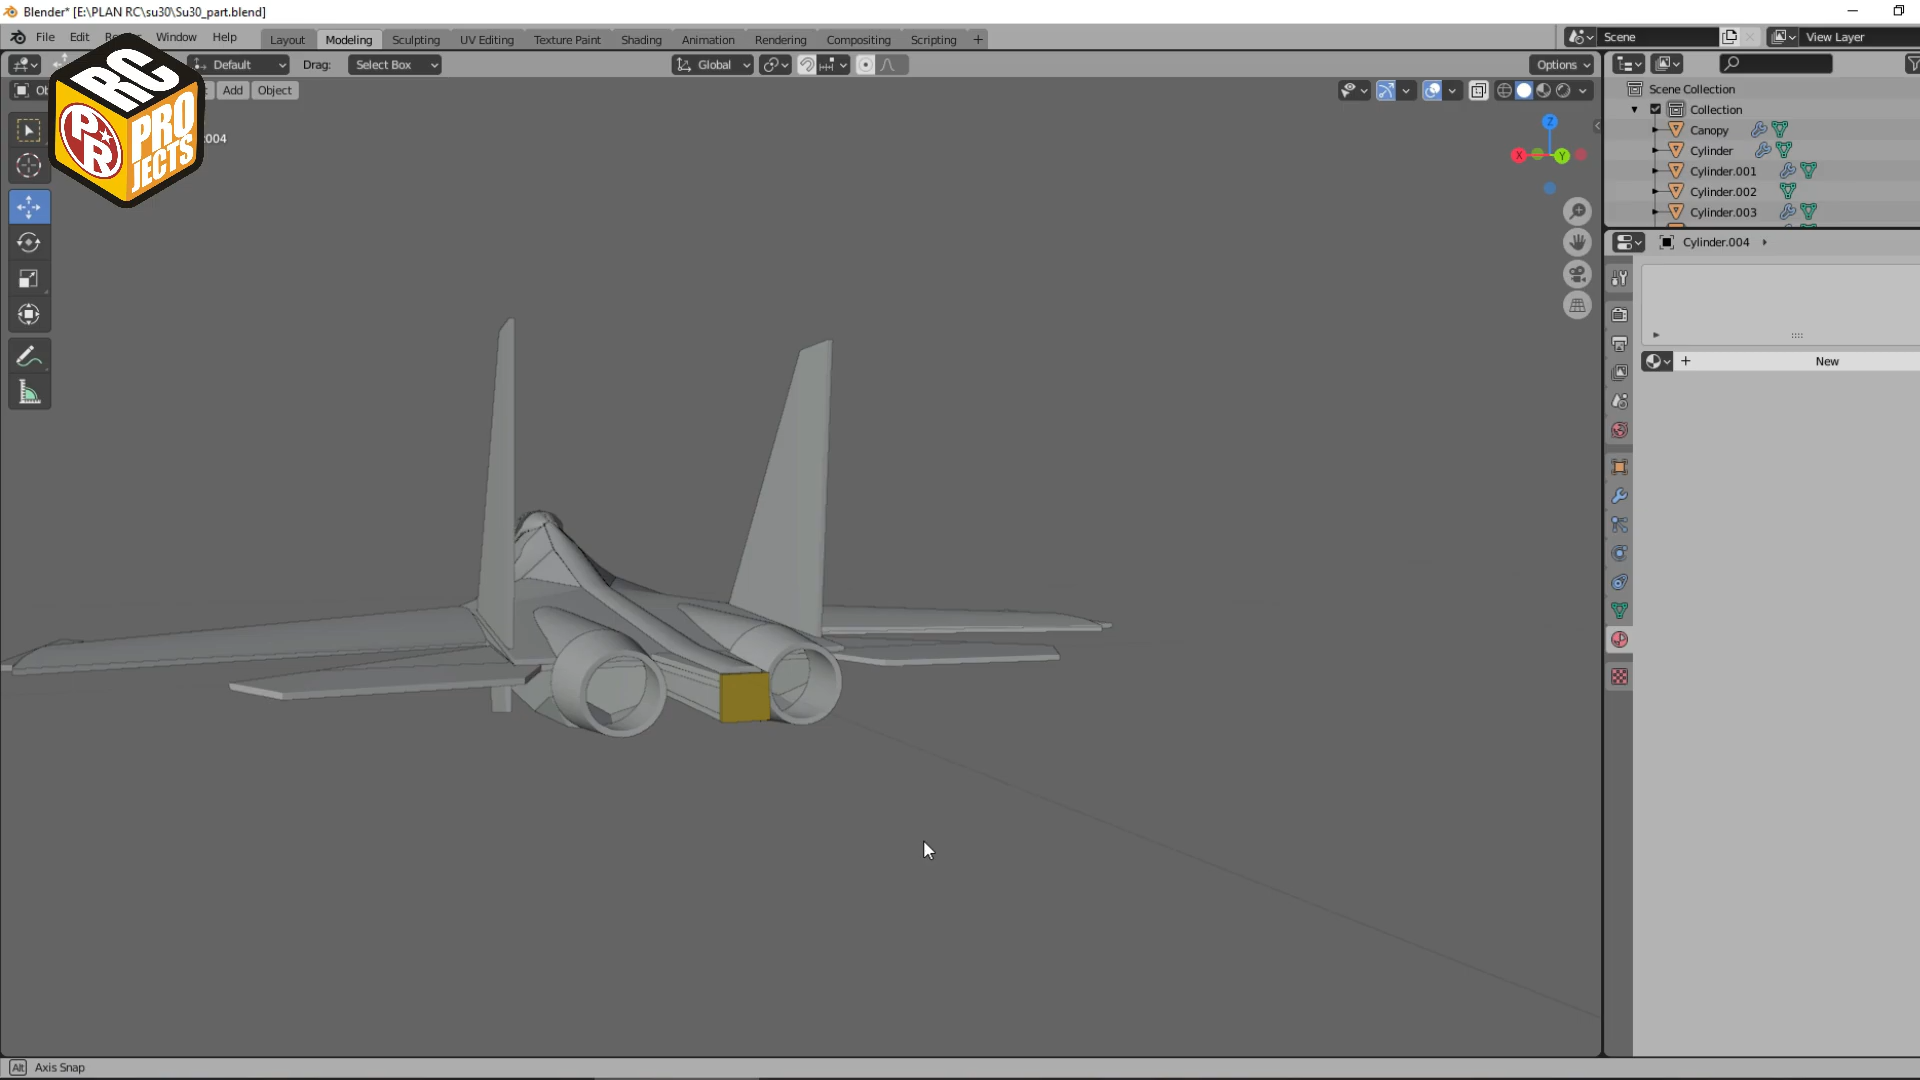 Blender* [E:\PLAN RC\su30\Su30_part.blend]
File Edit Window Help
Layout Modeling Sculpting UV Editing Texture Paint Shading Animation Rendering Compositing Scripting +
Scene
View Layer
Default Drag: Select Box
Global
Options
Add Object
RC
PR
PRO
JECTS
004
Z
X
Y
Scene Collection
Collection
Canopy
Cylinder
Cylinder.001
Cylinder.002
Cylinder.003
Cylinder.004
+ New
Alt Axis Snap